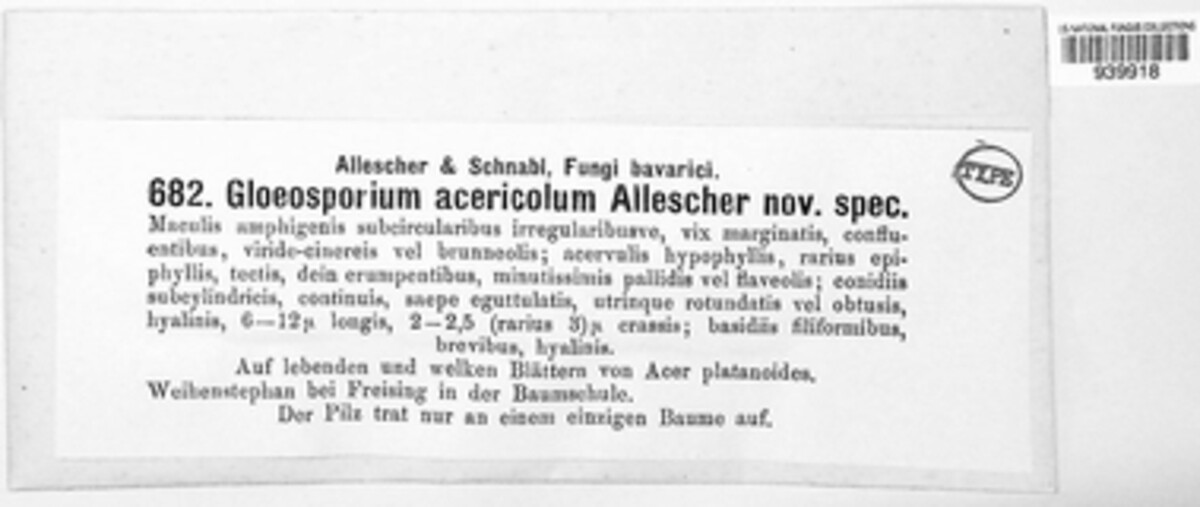 US NATIONAL FUNGUS COLLECTIONS
939918
TYPE
Allescher & Schnabl, Fungi bavarici.
682. Gloeosporium acericolum Allescher nov. spec.
Maculis amphigenis subcircularibus irregularibusve, vix marginatis, conflu-
entibus, viride-cinereis vel brunneolis; acervulis hypophyllis, rarius epi-
phyllis, tectis, dein erumpentibus, minutissimis pallidis vel flaveolis; conidiis
subcylindricis, continuis, saepe eguttulatis, utrinque rotundatis vel obtusis,
hyalinis, 6—12µ longis, 2—2,5 (rarius 3)µ crassis; basidiis filiformibus,
brevibus, hyalinis.
Auf lebenden und welken Blättern von Acer platanoides.
Weihenstephan bei Freising in der Baumschule.
Der Pilz trat nur an einem einzigen Baume auf.